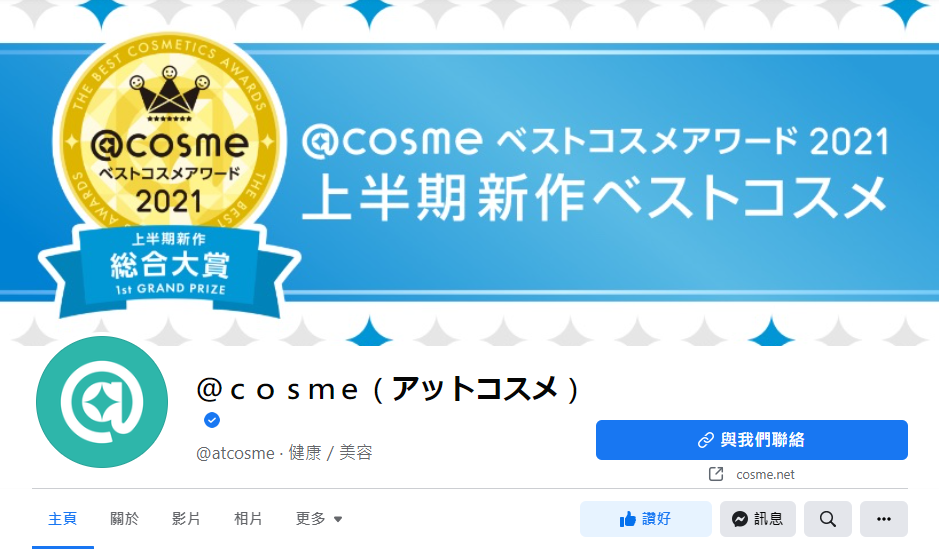 THE BEST COSMETICS AWARDS
@cosme
ベストコスメアワード
2021
上半期新作
総合大賞
1st GRAND PRIZE
@cosme ベストコスメアワード 2021
上半期新作ベストコスメ
@ｃｏｓｍｅ（アットコスメ）
@atcosme · 健康 / 美容
與我們聯絡
cosme.net
主頁 關於 影片 相片 更多 讚好 訊息